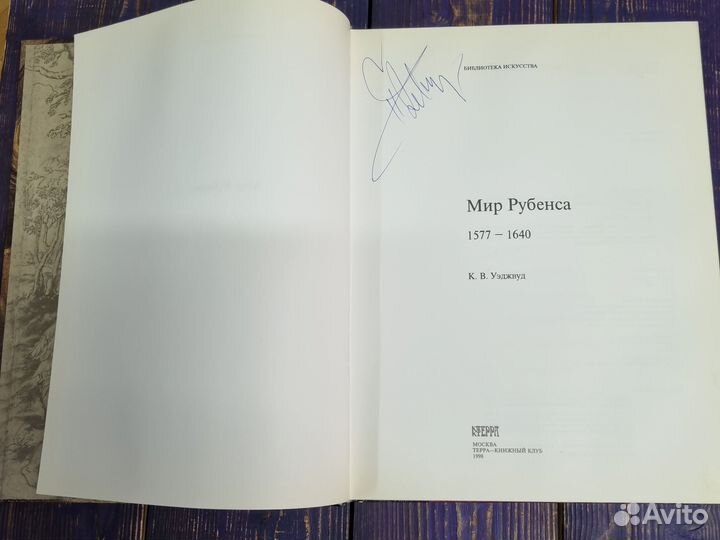 БИБЛИОТЕКА ИСКУССТВА
Мир Рубенса
1577 – 1640
К. В. Уэджвуд
ТЕРРА
МОСКВА
ТЕРРА—КНИЖНЫЙ КЛУБ
1998
Avito